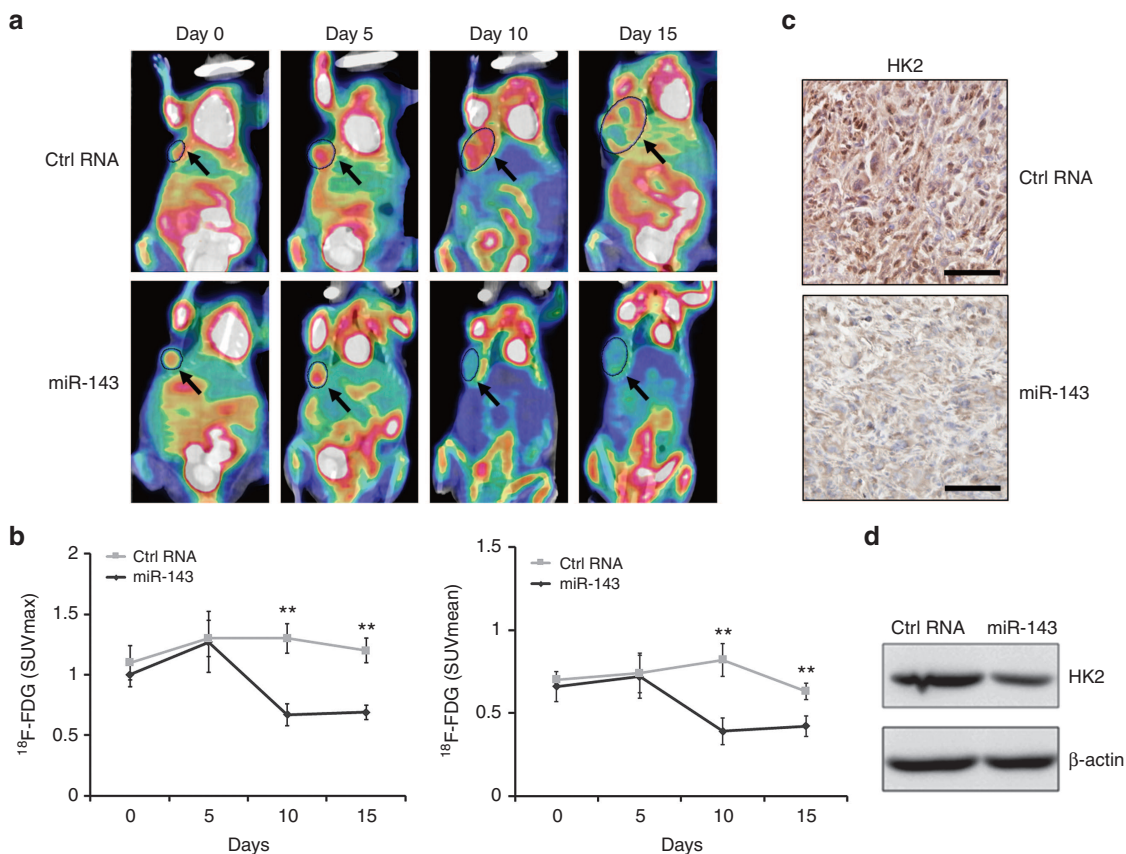 a
Day 0 Day 5 Day 10 Day 15
Ctrl RNA
miR-143
b
2
1.5
1
0.5
0
¹⁸F-FDG (SUVmax)
Ctrl RNA
miR-143
**
**
0 5 10 15
Days
1.5
1
0.5
0
¹⁸F-FDG (SUVmean)
Ctrl RNA
miR-143
**
**
0 5 10 15
Days
c
HK2
Ctrl RNA
miR-143
d
Ctrl RNA miR-143
HK2
β-actin